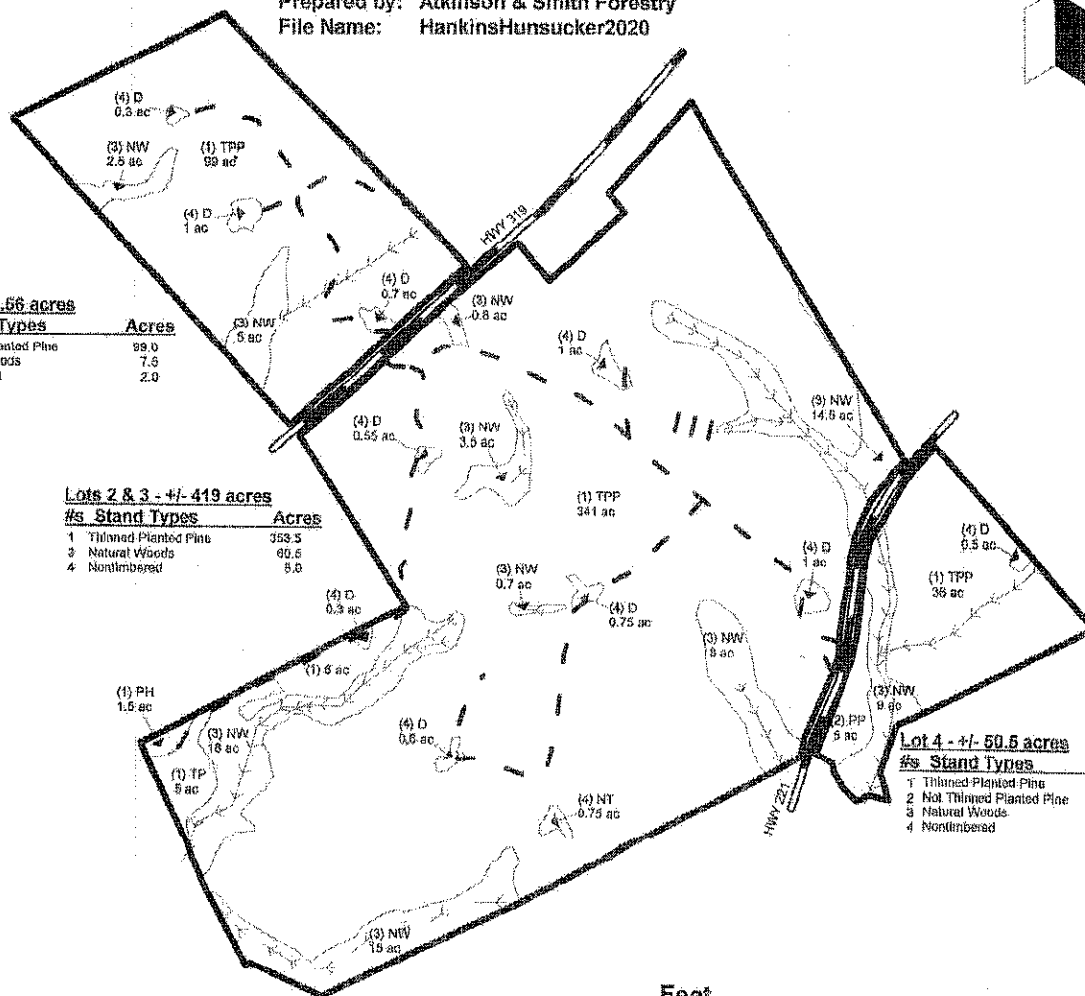 Prepared by: Atkinson & Smith Forestry
File Name: HankinsHunsucker2020
(4) D
0.3 ac
(3) NW
2.5 ac
(1) TPP
99 ac
(4) D
1 ac
HWY 319
(4) D
0.7 ac
(3) NW
0.8 ac
(3) NW
5 ac
.56 acres
Types Acres
anted Pine 99.0
ods 7.5
2.0
(4) D
1 ac
(4) D
0.55 ac
(3) NW
3.5 ac
(3) NW
14.5 ac
Lots 2 & 3 - +/- 419 acres
#s Stand Types Acres
1 Thinned Planted Pine 353.5
3 Natural Woods 60.5
4 Nontimbered 5.0
(1) TPP
341 ac
(4) D
0.5 ac
(1) TPP
36 ac
(4) D
1 ac
(3) NW
0.7 ac
(4) D
0.75 ac
(4) D
0.3 ac
(3) NW
8 ac
(1) 6 ac
(1) PH
1.5 ac
(3) NW
18 ac
(1) TP
5 ac
(4) D
0.6 ac
(3) NW
9 ac
(2) PP
5 ac
Lot 4 - +/- 50.5 acres
#s Stand Types
1 Thinned Planted Pine
2 Not Thinned Planted Pine
3 Natural Woods
4 Nontimbered
HWY 221
(4) NT
0.75 ac
(3) NW
15 ac
Feet